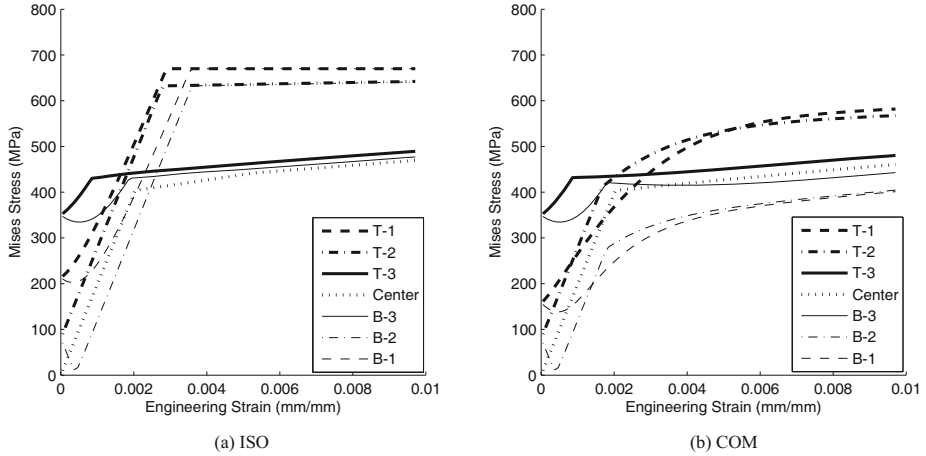 800
700
600
500
400
300
200
100
0
Mises Stress (MPa)
0 0.002 0.004 0.006 0.008 0.01
Engineering Strain (mm/mm)
T-1
T-2
T-3
Center
B-3
B-2
B-1
(a) ISO
800
700
600
500
400
300
200
100
0
Mises Stress (MPa)
0 0.002 0.004 0.006 0.008 0.01
Engineering Strain (mm/mm)
T-1
T-2
T-3
Center
B-3
B-2
B-1
(b) COM